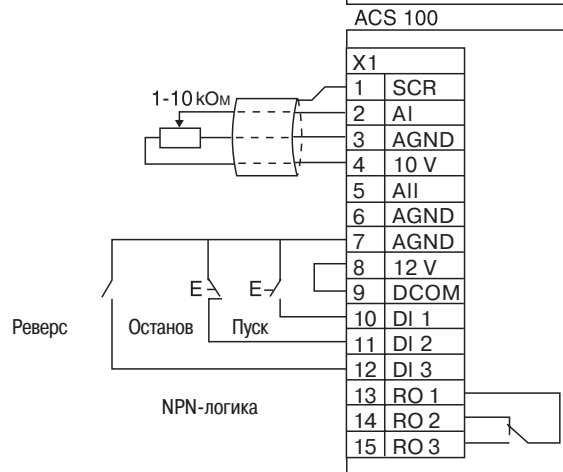 ACS 100
X1
1 SCR
2 AI
3 AGND
4 10 V
5 AII
6 AGND
7 AGND
8 12 V
9 DCOM
10 DI 1
11 DI 2
12 DI 3
13 RO 1
14 RO 2
15 RO 3
1-10 kОм
E E
Реверс Останов Пуск
NPN-логика